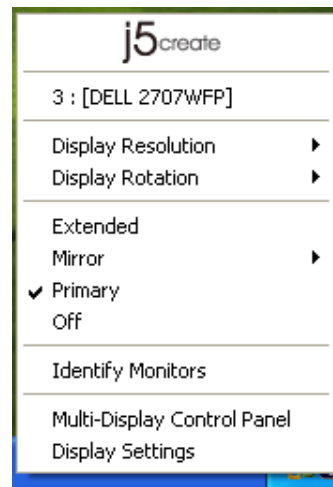 j5create
3 : [DELL 2707WFP]
Display Resolution
Display Rotation
Extended
Mirror
Primary
Off
Identify Monitors
Multi-Display Control Panel
Display Settings